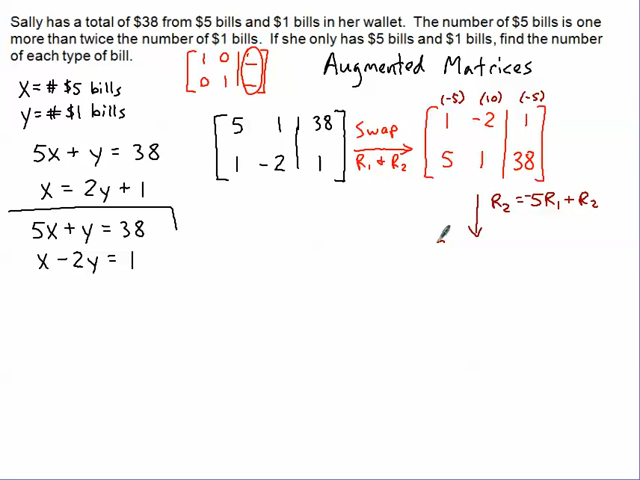 Sally has a total of $38 from $5 bills and $1 bills in her wallet. The number of $5 bills is one
more than twice the number of $1 bills. If she only has $5 bills and $1 bills, find the number
of each type of bill.
[ 1 0 | –
0 1 | – ]
Augmented Matrices
X = # $5 bills
y = # $1 bills
5x + y = 38
x = 2y + 1
5x + y = 38
x - 2y = 1
[ 5 1 | 38
1 -2 | 1 ]
Swap
R₁ & R₂
(-5) (10) (-5)
[ 1 -2 | 1
5 1 | 38 ]
R₂ = -5R₁ + R₂